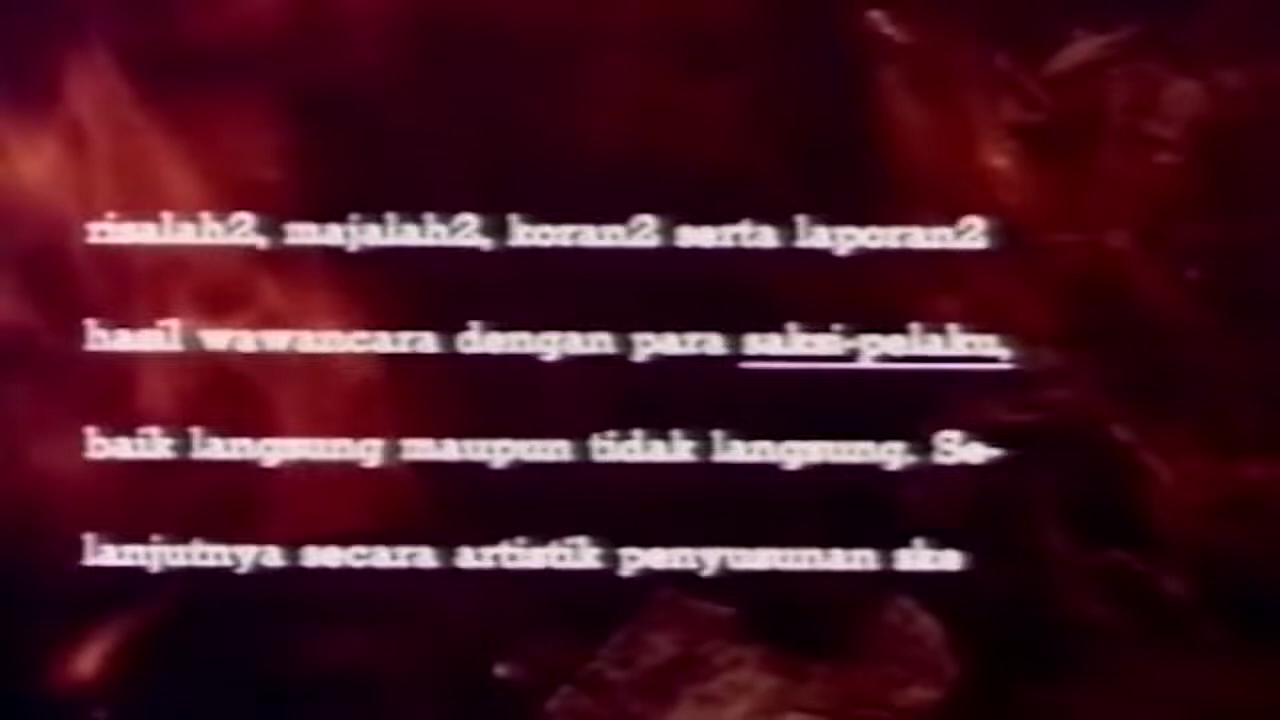 risalah2, majalah2, koran2 serta laporan2
hasil wawancara dengan para saksi-pelaku,
baik langsung maupun tidak langsung. Se-
lanjutnya secara artistik penyusunan ske